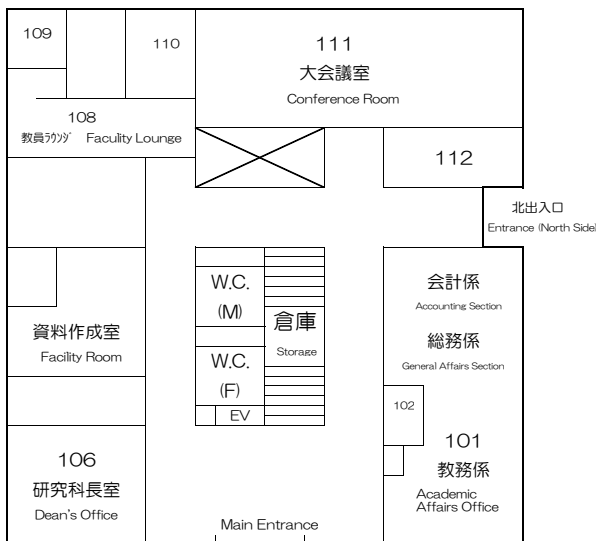 109
110
111
大会議室
Conference Room
108
教員ﾗｳﾝｼﾞ Faculity Lounge
112
北出入口
Entrance (North Side)
W.C.
(M)
倉庫
Storage
W.C.
(F)
EV
会計係
Accounting Section
総務係
General Affairs Section
資料作成室
Facility Room
102
101
教務係
Academic
Affairs Office
106
研究科長室
Dean's Office
Main Entrance